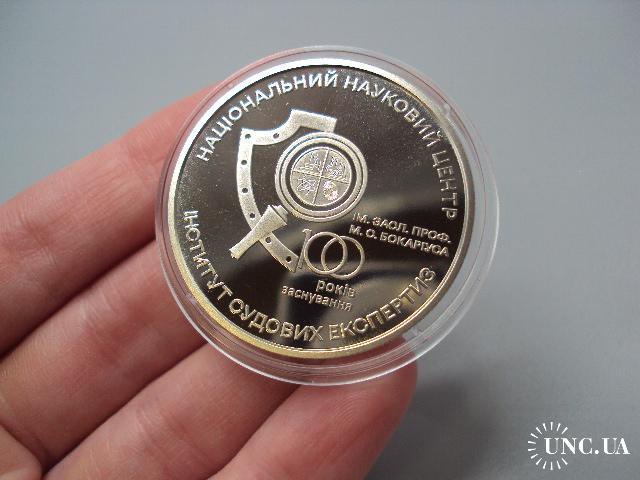 НАЦІОНАЛЬНИЙ НАУКОВИЙ ЦЕНТР
ІМ. ЗАСЛ. ПРОФ.
М. С. БОКАРІУСА
100
років
заснування
ІНСТИТУТ СУДОВИХ ЕКСПЕРТИЗ
UNC.UA